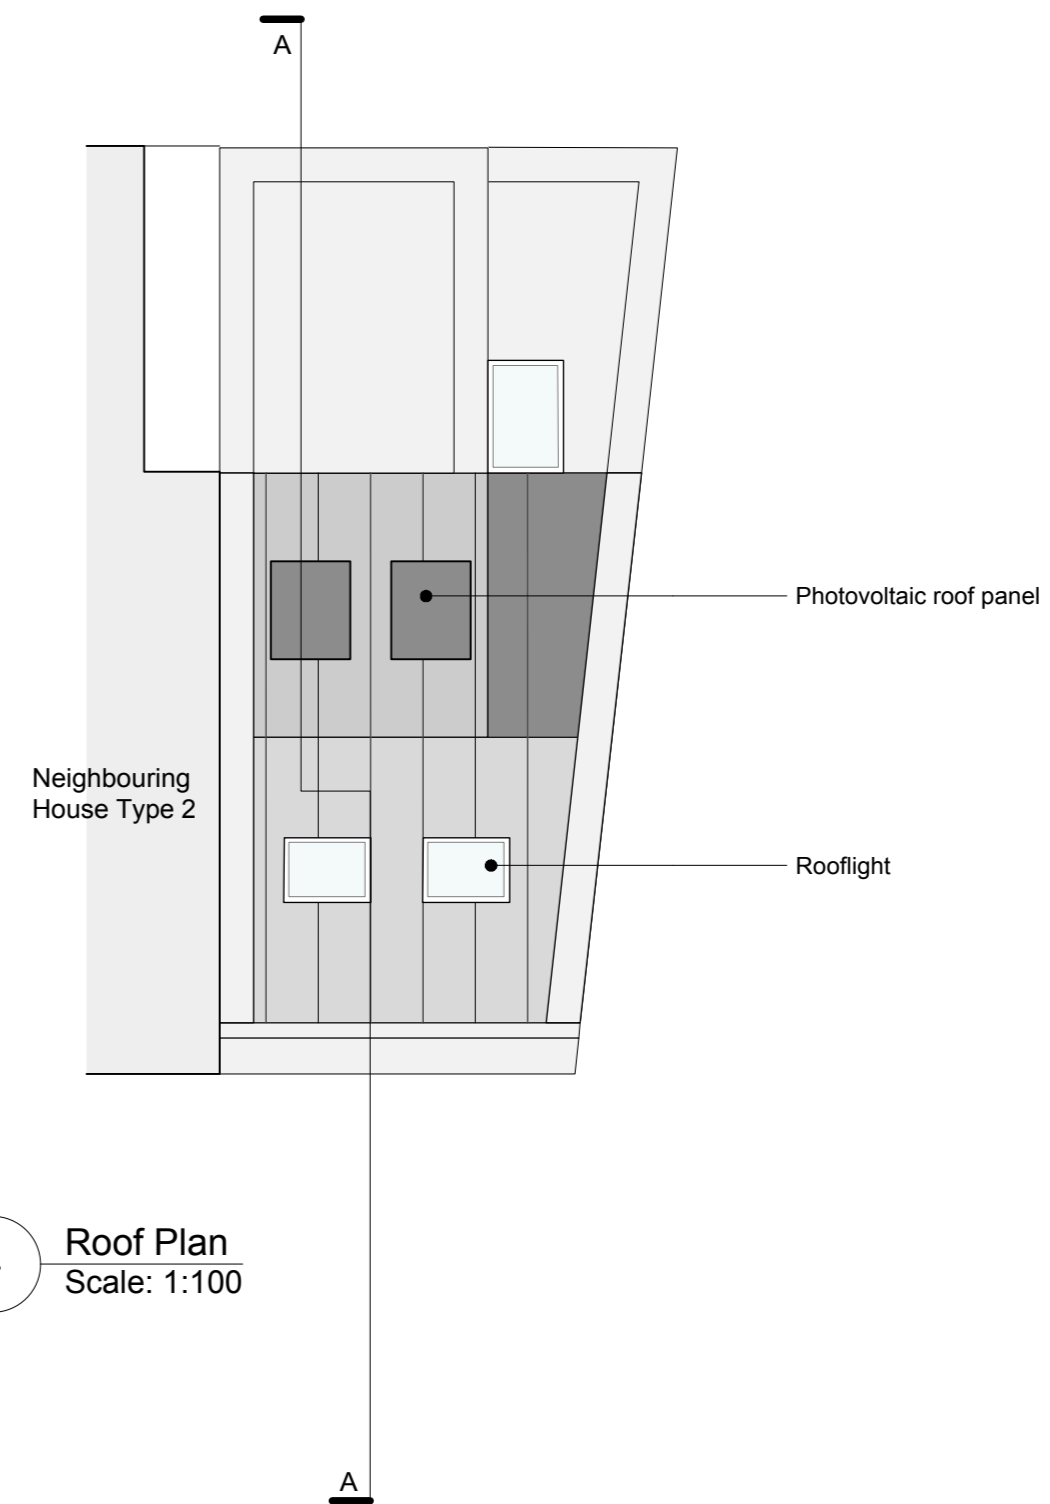 A
Photovoltaic roof panel
Neighbouring
House Type 2
Rooflight
Roof Plan
Scale: 1:100
A